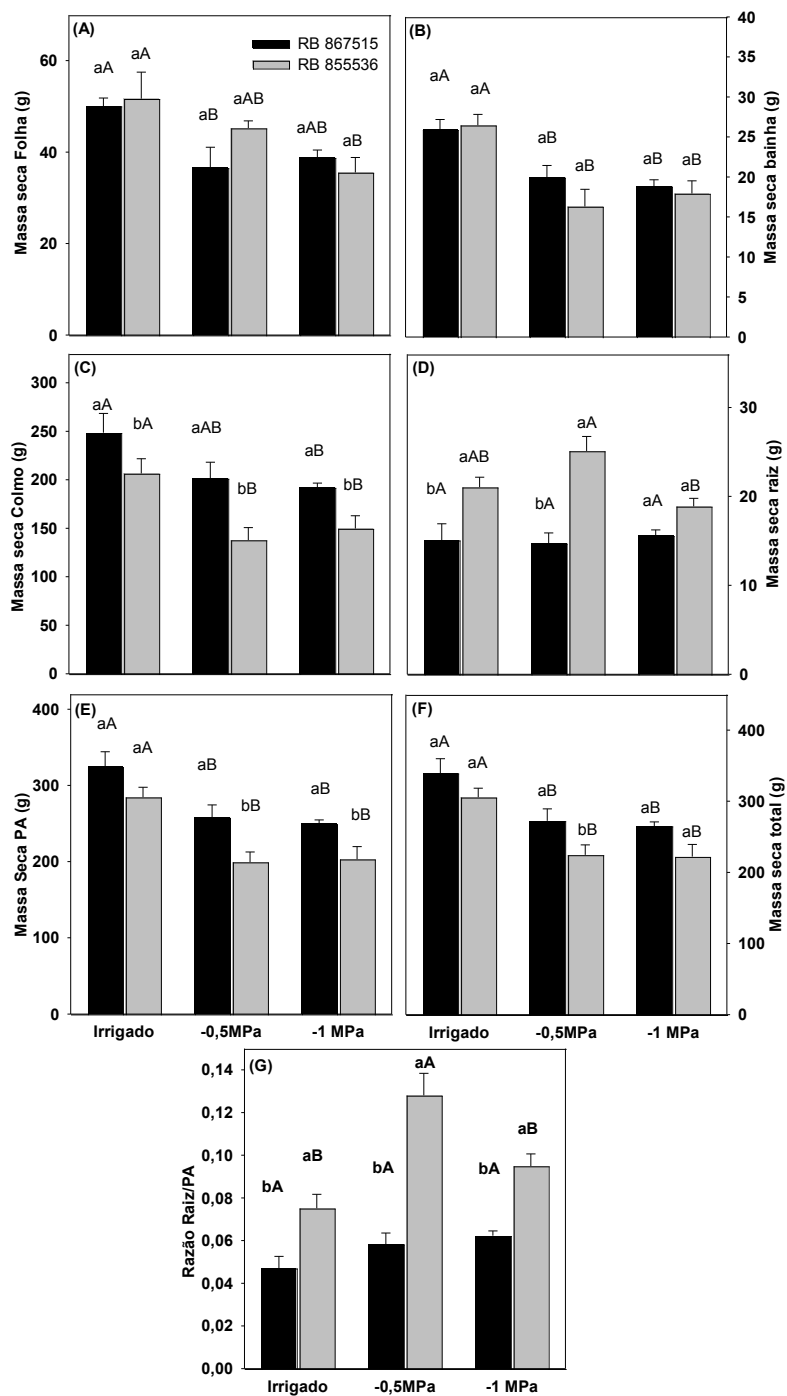 (A)
RB 867515
RB 855536
Massa seca Folha (g)
60
40
20
0
aA aA
aB aAB
aAB aB
(B)
Massa seca bainha (g)
40
35
30
25
20
15
10
5
0
aA aA
aB aB
aB aB
(C)
Massa seca Colmo (g)
300
250
200
150
100
50
0
aA bA
aAB bB
aB bB
(D)
Massa seca raiz (g)
30
20
10
0
bA aAB
bA aA
aA aB
(E)
Massa Seca PA (g)
400
300
200
100
0
aA aA
aB bB
aB bB
Irrigado -0,5MPa -1 MPa
(F)
Massa seca total (g)
400
300
200
100
0
aA aA
aB bB
aB aB
Irrigado -0,5MPa -1 MPa
(G)
Razão Raiz/PA
0,14
0,12
0,10
0,08
0,06
0,04
0,02
0,00
bA aB
bA aA
bA aB
Irrigado -0,5MPa -1 MPa